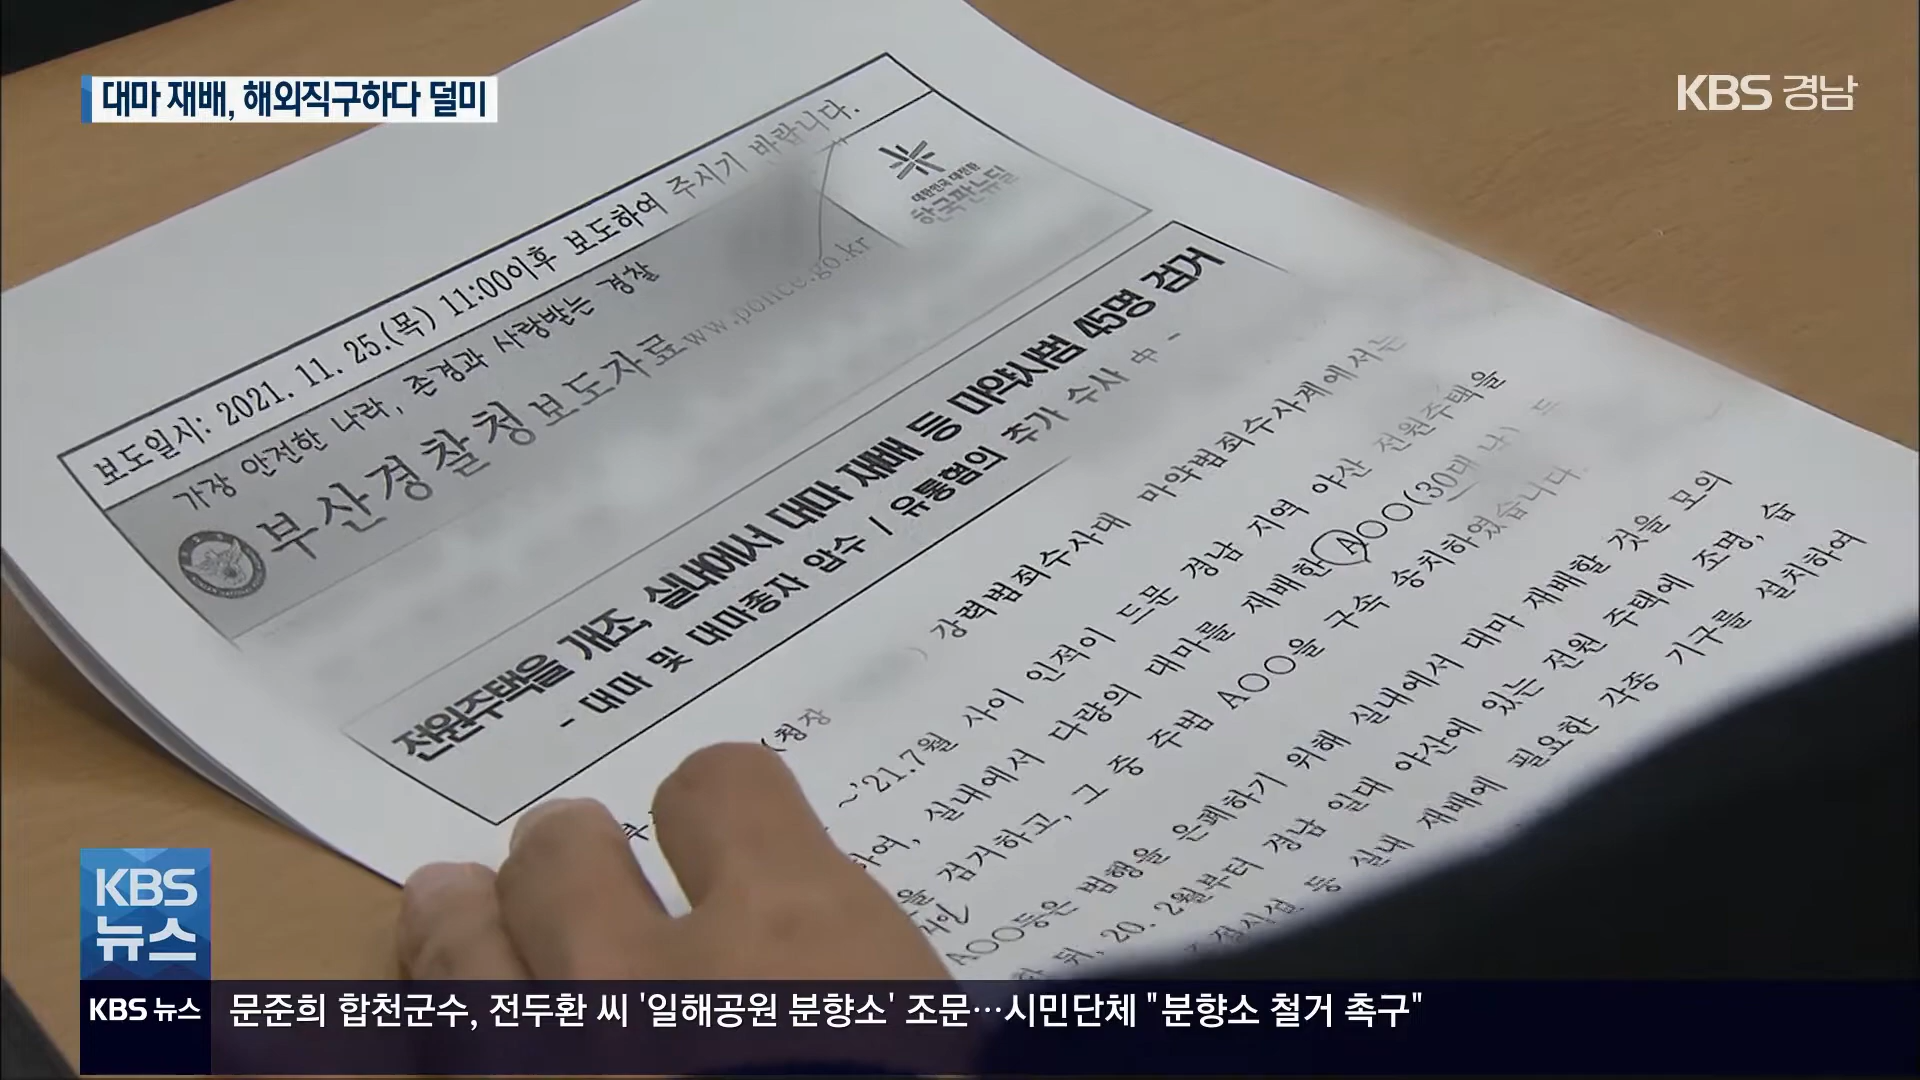 대마 재배, 해외직구하다 덜미
KBS 경남
보도일시: 2021. 11. 25.(목) 11:00이후 보도하여 주시기 바랍니다.
가장 안전한 나라, 존경과 사랑받는 경찰
부산경찰청보도자료www.police.go.kr
대한민국 대전환
한국판뉴딜
전원주택을 개조, 실내에서 대마 재배 등 마약사범 45명 검거
- 대마 및 대마종자 압수 / 유통혐의 추가 수사 中 -
(청장 ) 강력범죄수사대 마약범죄수사계에서는
~'21.7월 사이 인적이 드문 경남 지역 야산 전원주택을
하여, 실내에서 다량의 대마를 재배한 AOO(30대 남)
을 검거하고, 그 중 주범 AOO을 구속 송치하였습니다.
AOO등은 범행을 은폐하기 위해 실내에서 대마 재배할 것을 모의
뒤, 20. 2월부터 경남 일대 야산에 있는 전원 주택에 조명, 습
등 실내 재배에 필요한 각종 기구를 설치하여
KBS
뉴스
KBS 뉴스 문준희 합천군수, 전두환 씨 '일해공원 분향소' 조문…시민단체 "분향소 철거 촉구"